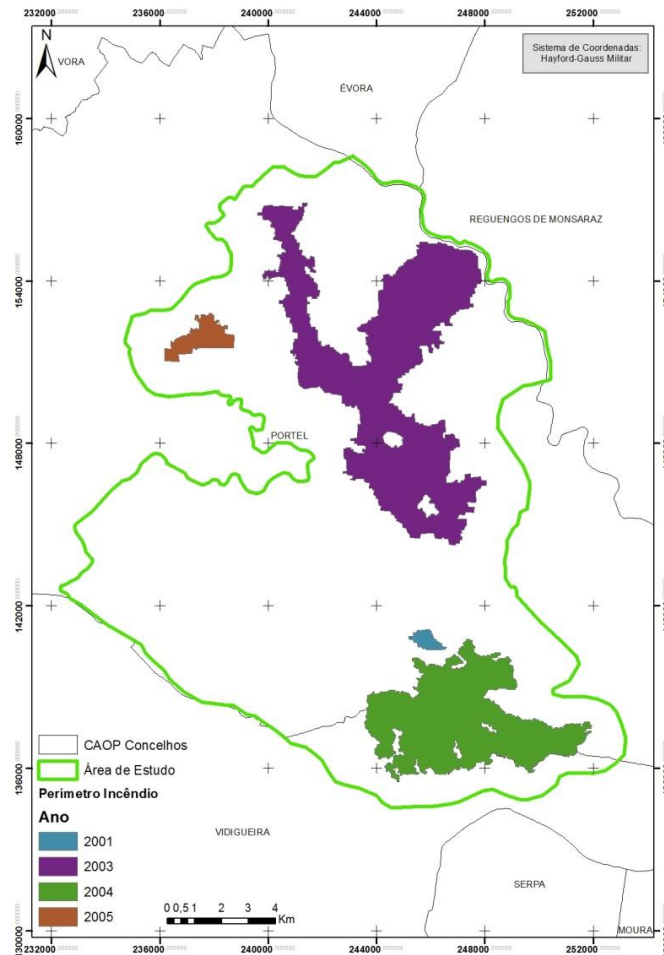 232000 236000 240000 244000 248000 252000
N
Sistema de Coordenadas:
Hayford-Gauss Militar
VORA
ÉVORA
160000
REGUENGOS DE MONSARAZ
154000
PORTEL
148000
142000
136000
CAOP Concelhos
Área de Estudo
Perímetro Incêndio
Ano
2001
2003
2004
2005
VIDIGUEIRA
SERPA
MOURA
0 0,5 1 2 3 4
Km
130000
232000 236000 240000 244000 248000 252000